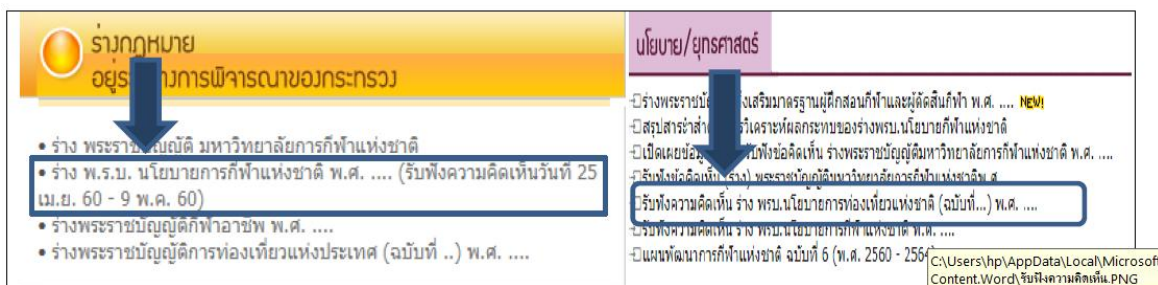 ร่างกฎหมาย
อยู่ การพิจารณาของกระทรวง
• ร่าง พระราชบัญญัติ มหาวิทยาลัยการกีฬาแห่งชาติ
• ร่าง พ.ร.บ. นโยบายการกีฬาแห่งชาติ พ.ศ. .... (รับฟังความคิดเห็นวันที่ 25
เม.ย. 60 - 9 พ.ค. 60)
• ร่างพระราชบัญญัติกีฬาอาชีพ พ.ศ. ....
• ร่างพระราชบัญญัติการท่องเที่ยวแห่งประเทศ (ฉบับที่ ..) พ.ศ. ....
นโยบาย/ยุทธศาสตร์
ร่างพระราชบั งเสริมมาตรฐานผู้ฝึกสอนกีฬาและผู้ตัดสินกีฬา พ.ศ. .... NEW!
สรุปสาระสำ วิเคราะห์ผลกระทบของร่างพรบ.นโยบายกีฬาแห่งชาติ
เปิดเผยข้อมู รับฟังข้อคิดเห็น ร่างพระราชบัญญัติมหาวิทยาลัยการกีฬาแห่งชาติ พ.ศ. ....
รับฟังข้อคิดเห็น (ร่าง) พระราชบัญญัติมหาวิทยาลัยการกีฬาแห่งชาติพ.ศ
รับฟังความคิดเห็น ร่าง พรบ.นโยบายการท่องเที่ยวแห่งชาติ (ฉบับที่...) พ.ศ. ....
รับฟังความคิดเห็น ร่าง พรบ.นโยบายการกีฬาแห่งชาติ พ.ศ. ....
แผนพัฒนาการกีฬาแห่งชาติ ฉบับที่ 6 (พ.ศ. 2560 - 2564)
C:\Users\hp\AppData\Local\Microsoft
Content.Word\รับฟังความคิดเห็น.PNG